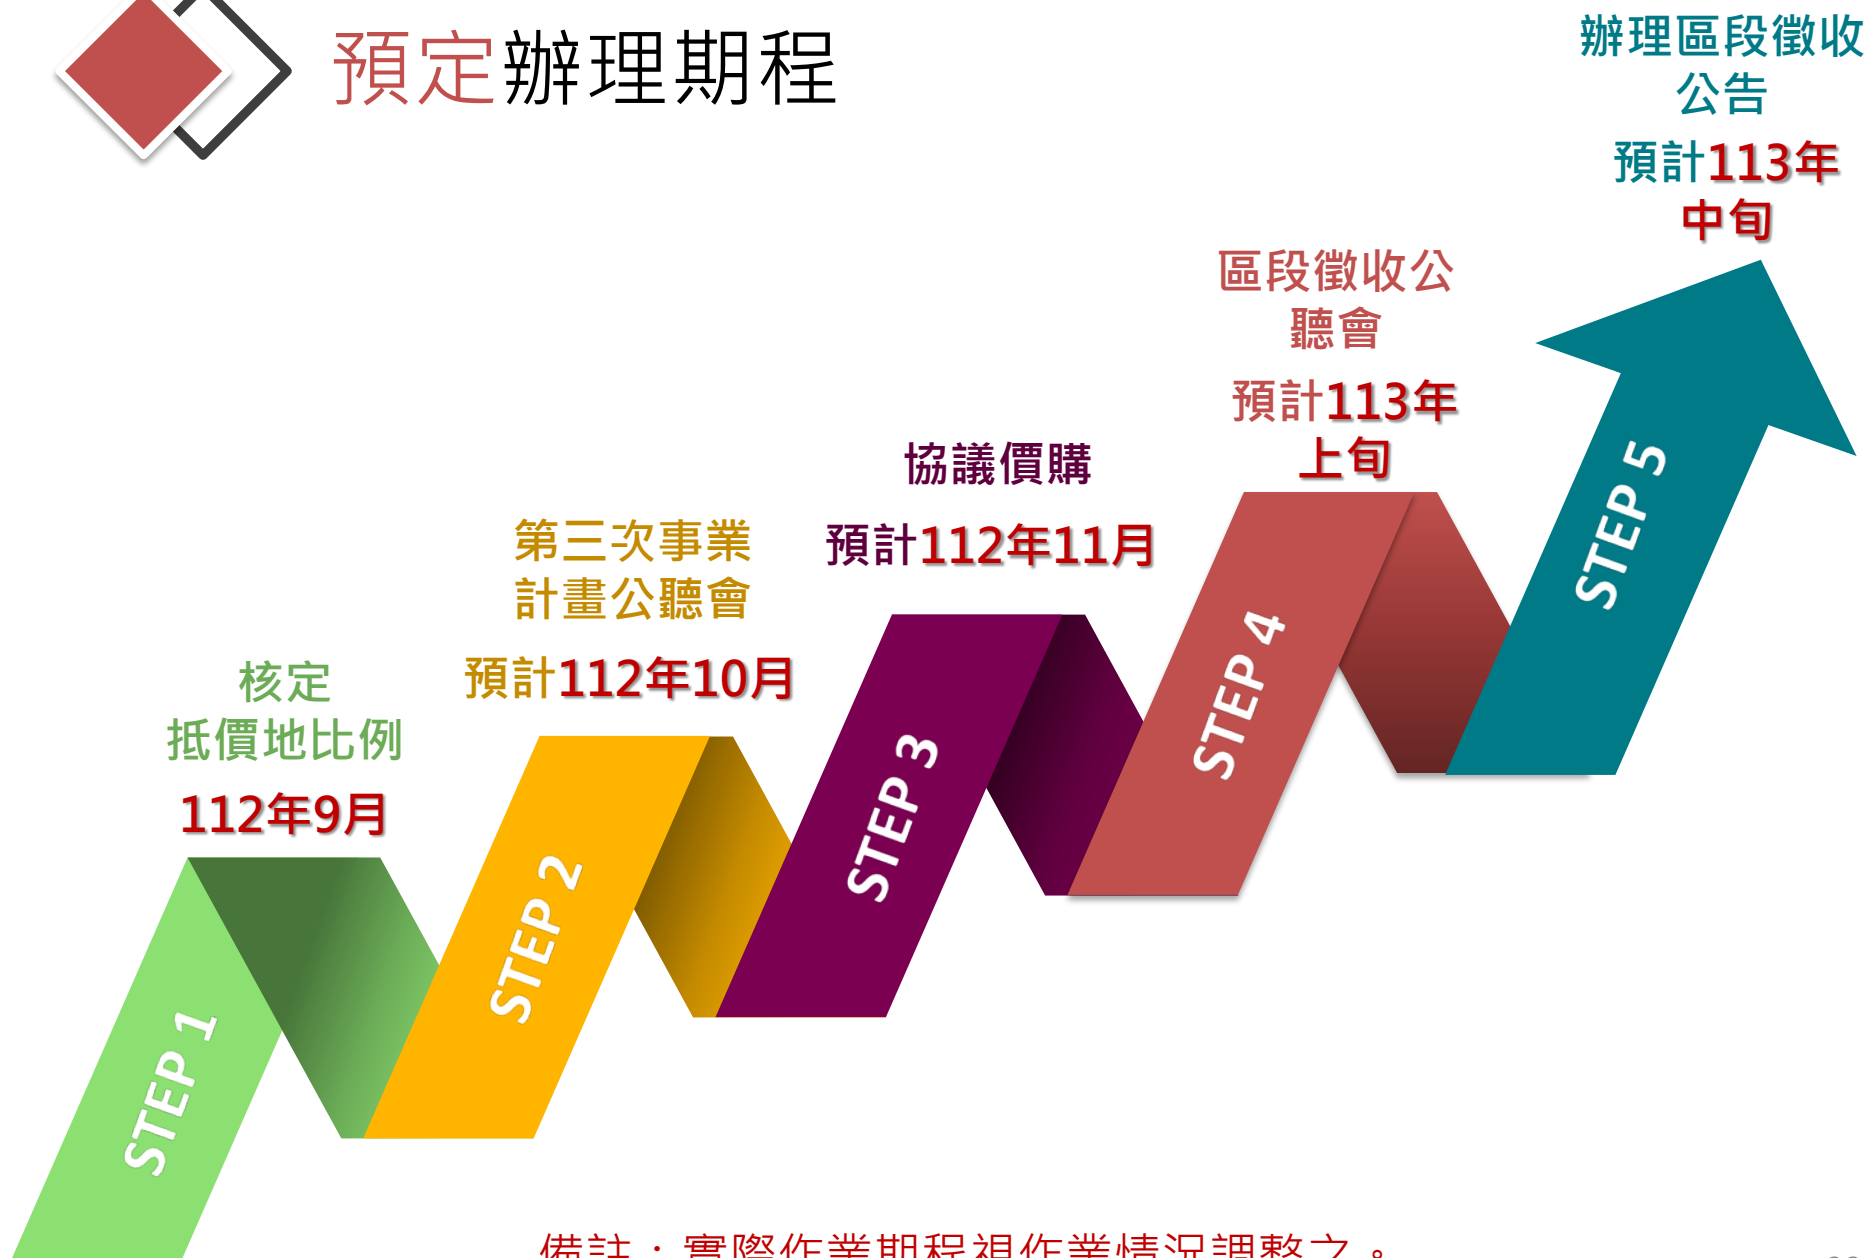 預定辦理期程
辦理區段徵收
公告
預計113年
中旬
區段徵收公
聽會
預計113年
上旬
協議價購
預計112年11月
第三次事業
計畫公聽會
預計112年10月
核定
抵價地比例
112年9月
STEP 1
STEP 2
STEP 3
STEP 4
STEP 5
備註：實際作業期程視作業情況調整之。